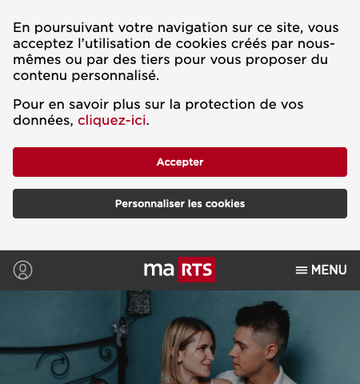 En poursuivant votre navigation sur ce site, vous
acceptez l'utilisation de cookies créés par nous-
mêmes ou par des tiers pour vous proposer du
contenu personnalisé.
Pour en savoir plus sur la protection de vos
données, cliquez-ici.
Accepter
Personnaliser les cookies
ma RTS MENU